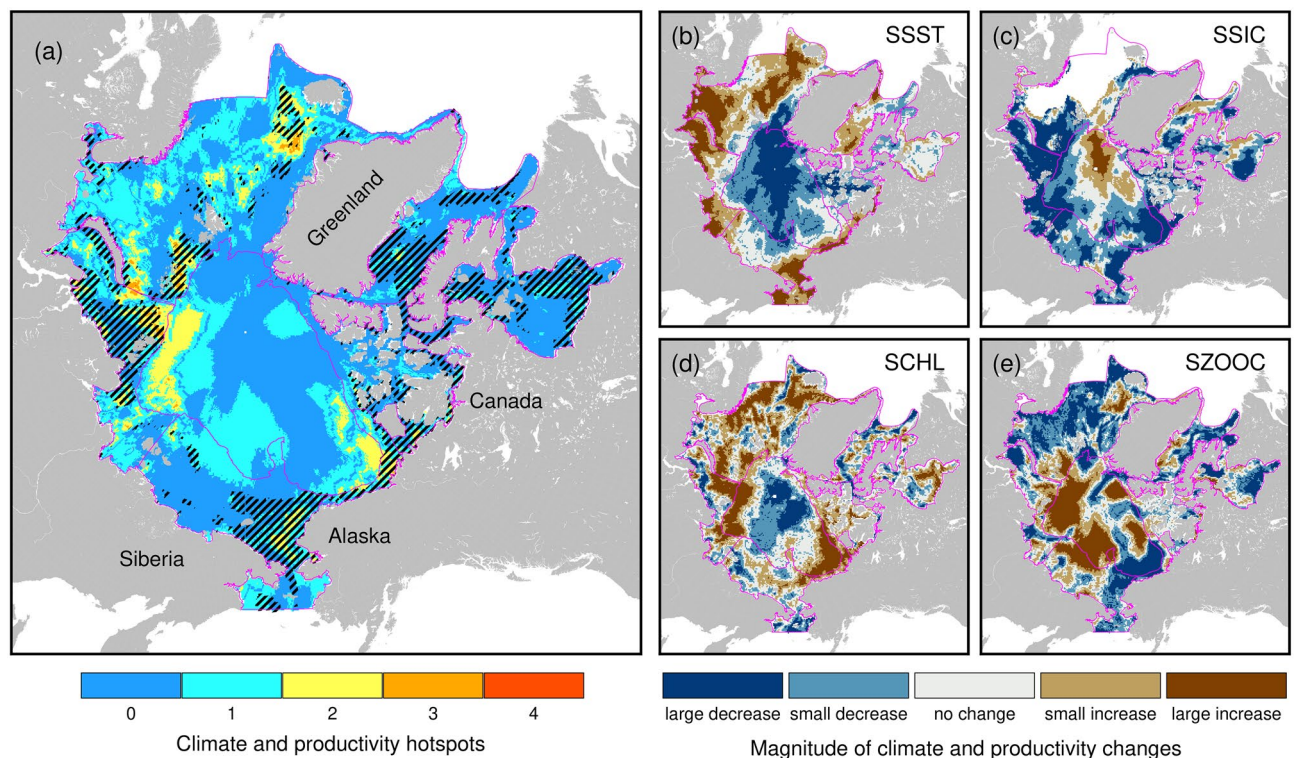 (a)
Greenland
Canada
Alaska
Siberia
0 1 2 3 4
Climate and productivity hotspots
(b) SSST
(c) SSIC
(d) SCHL
(e) SZOOC
large decrease small decrease no change small increase large increase
Magnitude of climate and productivity changes